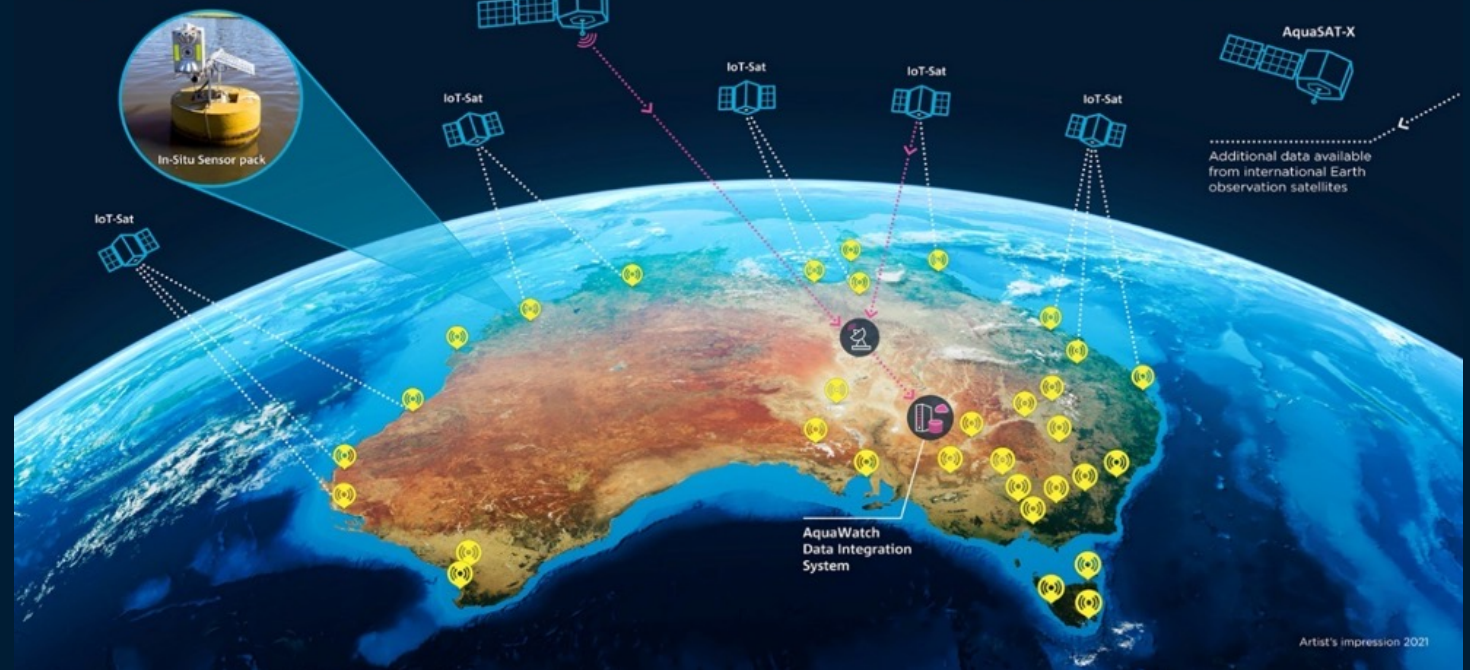 AquaSAT-X
IoT-Sat
IoT-Sat
IoT-Sat
IoT-Sat
Additional data available
from international Earth
observation satellites
In-Situ Sensor pack
IoT-Sat
AquaWatch
Data Integration
System
Artist's impression 2021